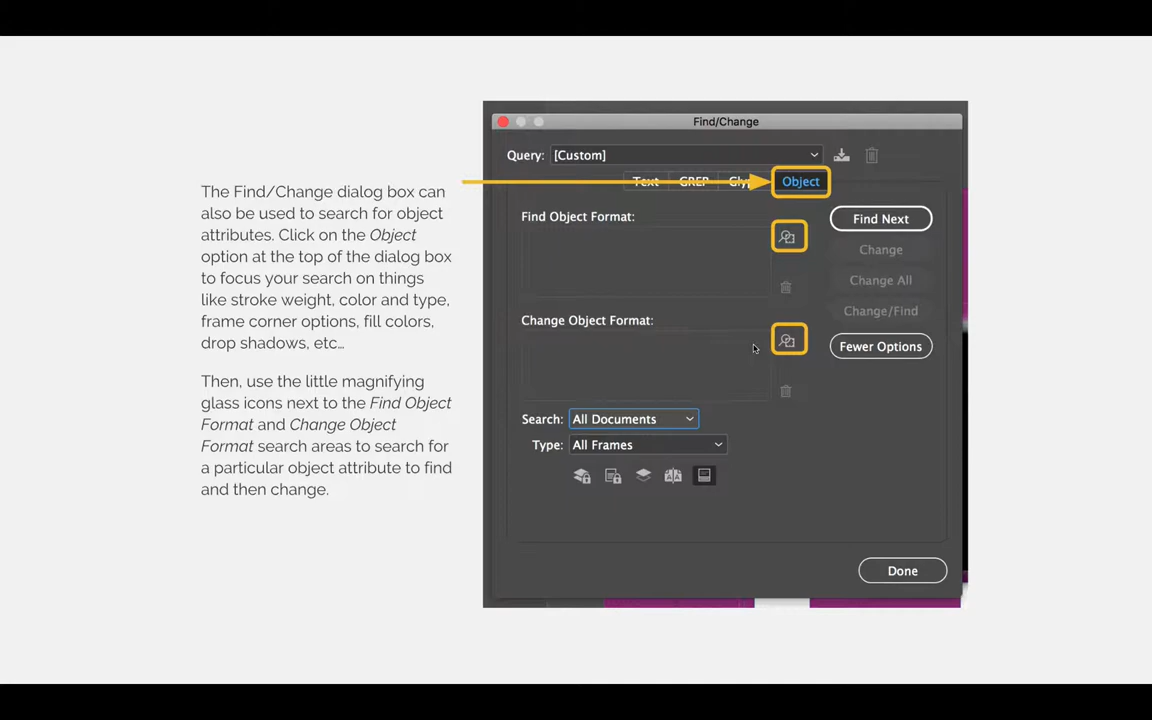 The Find/Change dialog box can
also be used to search for object
attributes. Click on the Object
option at the top of the dialog box
to focus your search on things
like stroke weight, color and type,
frame corner options, fill colors,
drop shadows, etc...
Then, use the little magnifying
glass icons next to the Find Object
Format and Change Object
Format search areas to search for
a particular object attribute to find
and then change.
Find/Change
Query: [Custom]
Text GREP Object
Find Object Format:
Find Next
Change
Change All
Change/Find
Change Object Format:
Fewer Options
Search: All Documents
Type: All Frames
Done